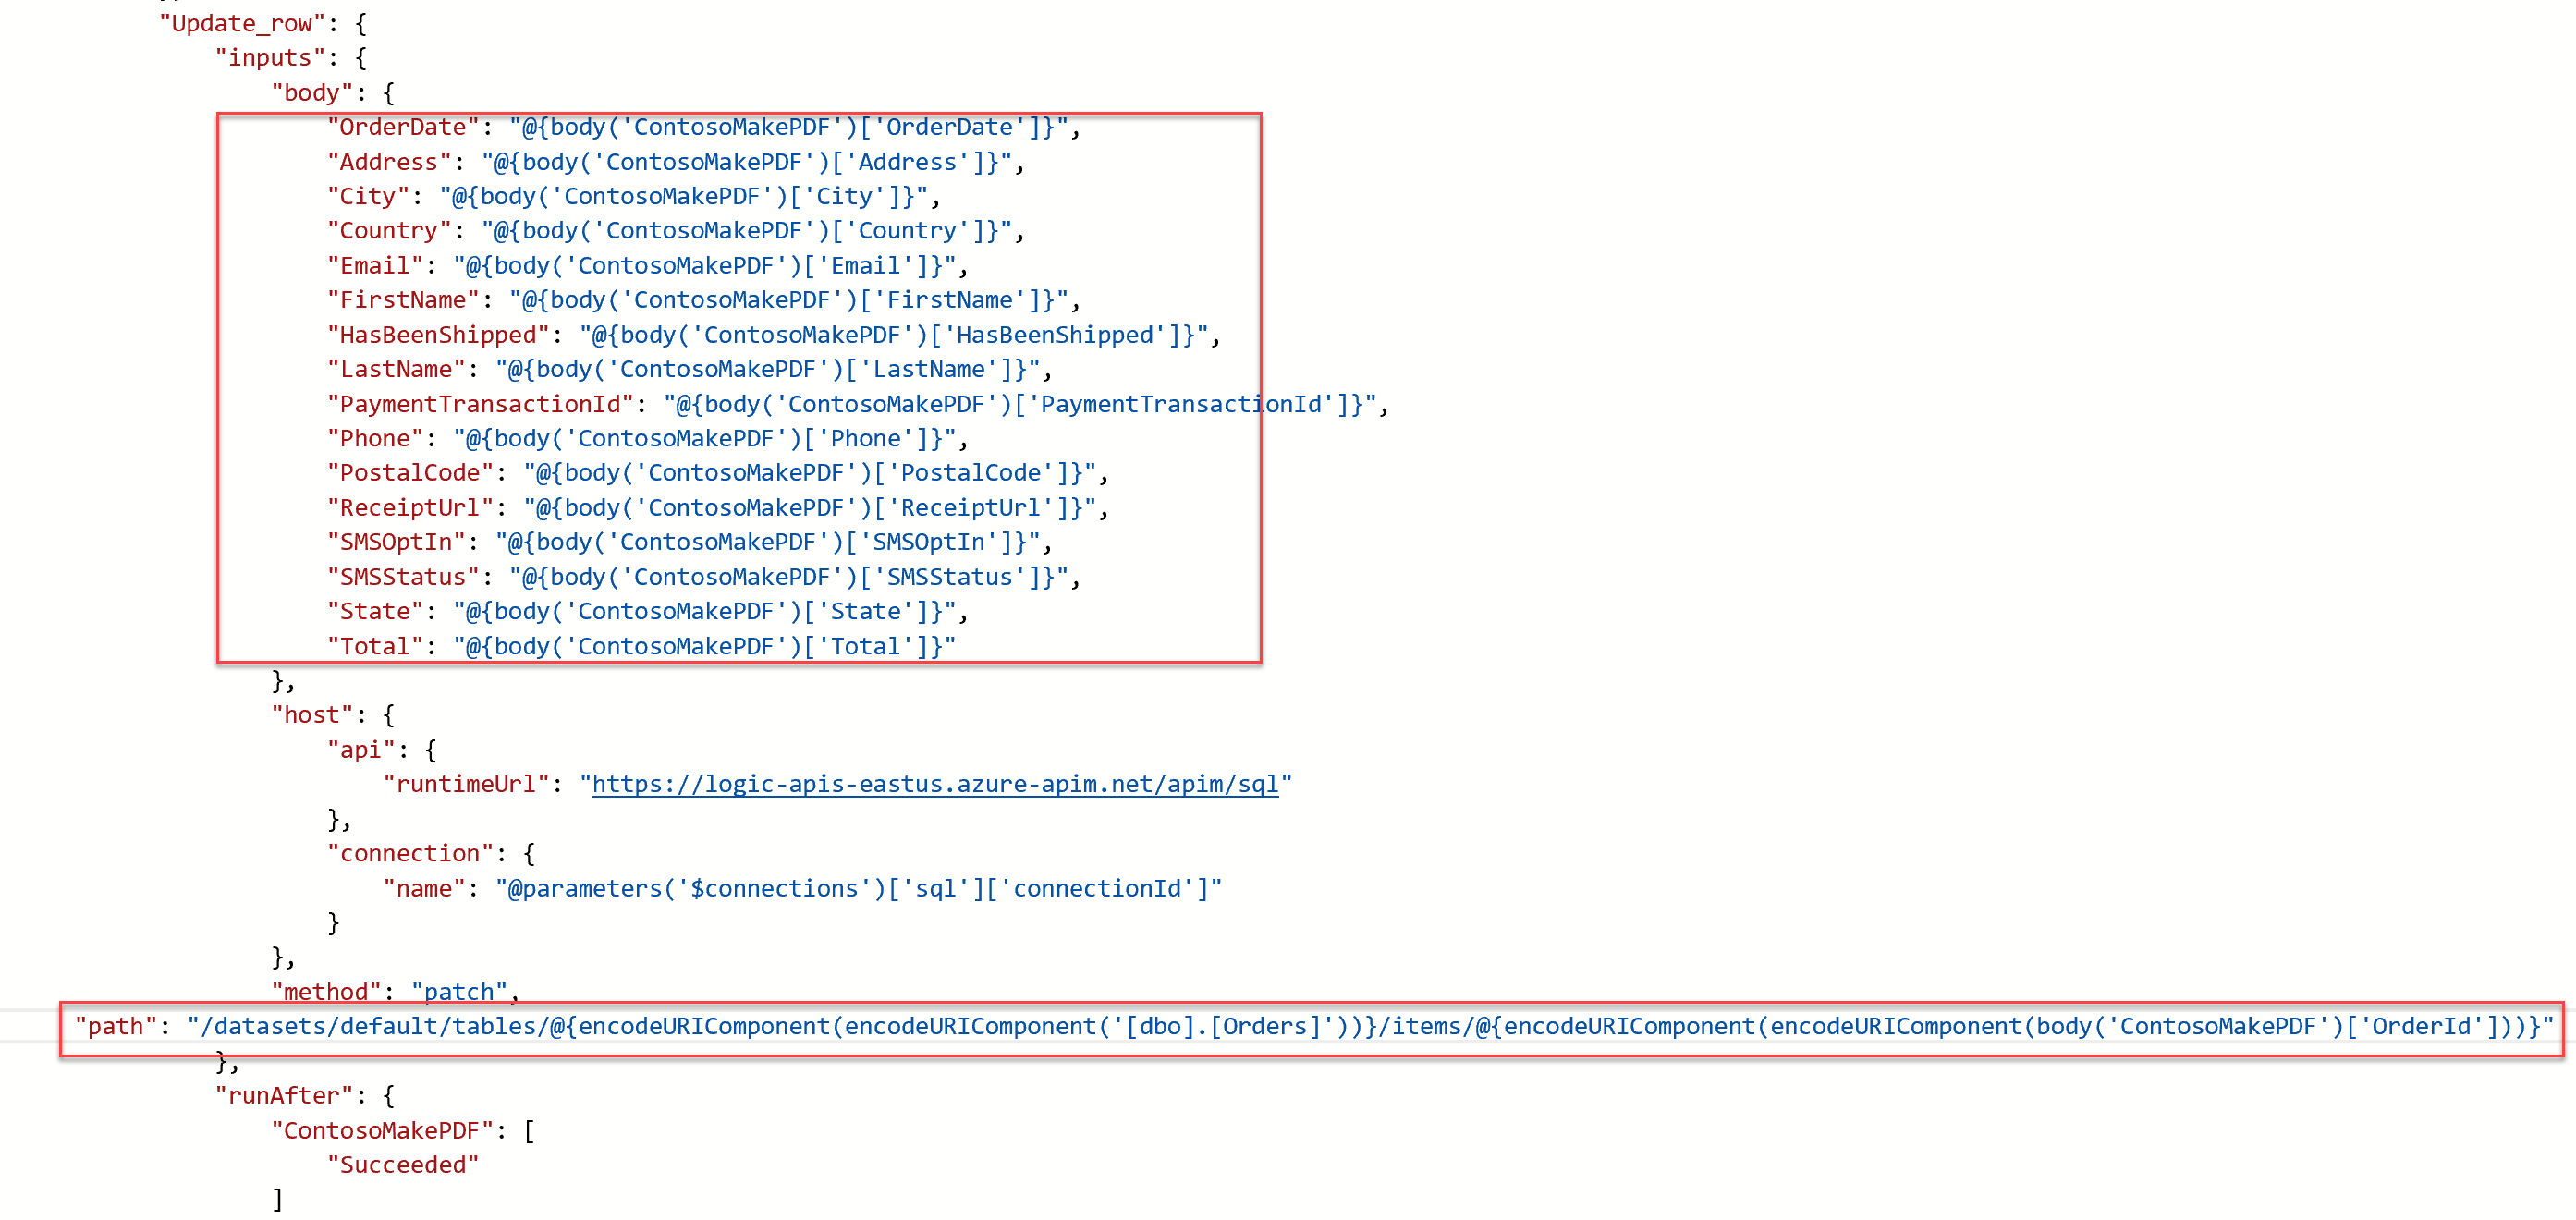 "Update_row": {
"inputs": {
"body": {
"OrderDate": "@{body('ContosoMakePDF')['OrderDate']}",
"Address": "@{body('ContosoMakePDF')['Address']}",
"City": "@{body('ContosoMakePDF')['City']}",
"Country": "@{body('ContosoMakePDF')['Country']}",
"Email": "@{body('ContosoMakePDF')['Email']}",
"FirstName": "@{body('ContosoMakePDF')['FirstName']}",
"HasBeenShipped": "@{body('ContosoMakePDF')['HasBeenShipped']}",
"LastName": "@{body('ContosoMakePDF')['LastName']}",
"PaymentTransactionId": "@{body('ContosoMakePDF')['PaymentTransactionId']}",
"Phone": "@{body('ContosoMakePDF')['Phone']}",
"PostalCode": "@{body('ContosoMakePDF')['PostalCode']}",
"ReceiptUrl": "@{body('ContosoMakePDF')['ReceiptUrl']}",
"SMSOptIn": "@{body('ContosoMakePDF')['SMSOptIn']}",
"SMSStatus": "@{body('ContosoMakePDF')['SMSStatus']}",
"State": "@{body('ContosoMakePDF')['State']}",
"Total": "@{body('ContosoMakePDF')['Total']}"
},
"host": {
"api": {
"runtimeUrl": "https://logic-apis-eastus.azure-apim.net/apim/sql"
},
"connection": {
"name": "@parameters('$connections')['sql']['connectionId']"
}
},
"method": "patch",
"path": "/datasets/default/tables/@{encodeURIComponent(encodeURIComponent('[dbo].[Orders]'))}/items/@{encodeURIComponent(encodeURIComponent(body('ContosoMakePDF')['OrderId']))}"
},
"runAfter": {
"ContosoMakePDF": [
"Succeeded"
]